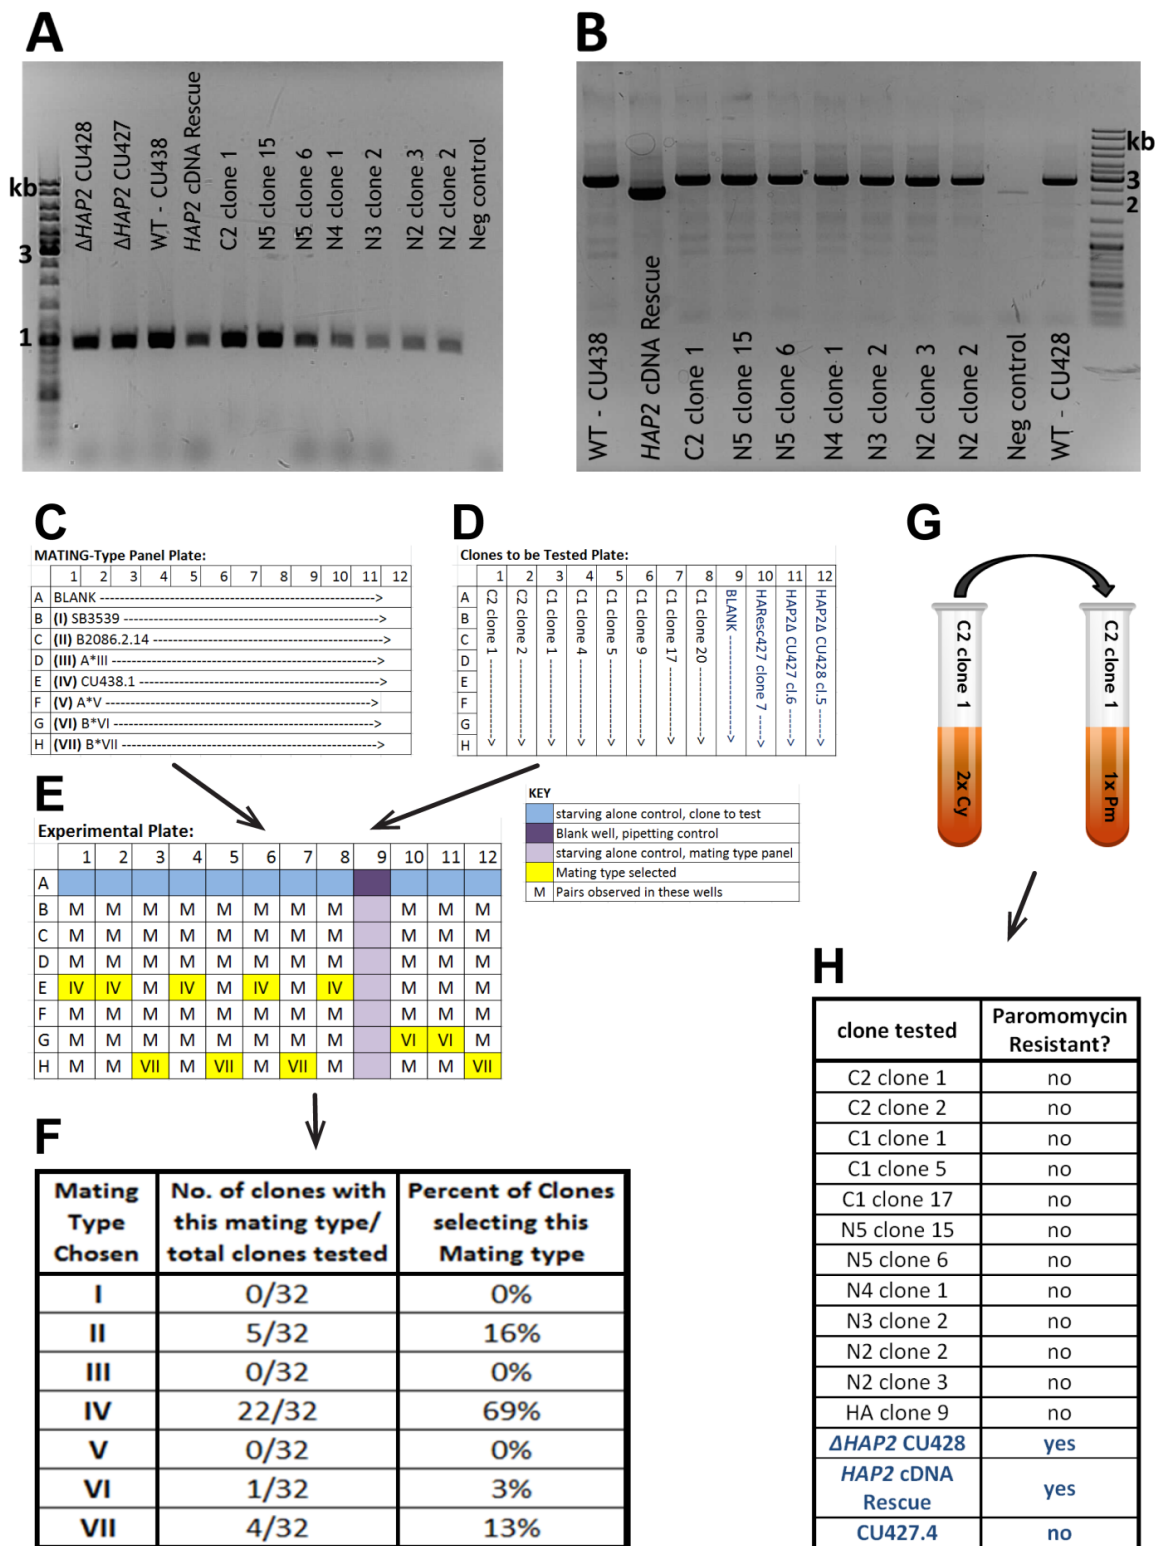 A
kb
3
1
ΔHAP2 CU428
ΔHAP2 CU427
WT - CU438
HAP2 cDNA Rescue
C2 clone 1
N5 clone 15
N5 clone 6
N4 clone 1
N3 clone 2
N2 clone 3
N2 clone 2
Neg control
B
kb
3
2
WT - CU438
HAP2 cDNA Rescue
C2 clone 1
N5 clone 15
N5 clone 6
N4 clone 1
N3 clone 2
N2 clone 3
N2 clone 2
Neg control
WT - CU428
C
MATING-Type Panel Plate:
1 2 3 4 5 6 7 8 9 10 11 12
A BLANK
B (I) SB3539
C (II) B2086.2.14
D (III) A*III
E (IV) CU438.1
F (V) A*V
G (VI) B*VI
H (VII) B*VII
D
Clones to be Tested Plate:
1 2 3 4 5 6 7 8 9 10 11 12
A
B
C
D
E
F
G
H
C2 clone 1
C2 clone 2
C1 clone 1
C1 clone 4
C1 clone 5
C1 clone 9
C1 clone 17
C1 clone 20
BLANK
HAResc427 clone 7
HAP2Δ CU427 cl.6
HAP2Δ CU428 cl.5
E
Experimental Plate:
1 2 3 4 5 6 7 8 9 10 11 12
A
B M M M M M M M M M M M
C M M M M M M M M M M M
D M M M M M M M M M M M
E IV IV M IV M IV M IV M M M
F M M M M M M M M M M M
G M M M M M M M M VI VI M
H M M VII M VII M VII M M M VII
KEY
starving alone control, clone to test
Blank well, pipetting control
starving alone control, mating type panel
Mating type selected
M Pairs observed in these wells
F
Mating Type Chosen No. of clones with this mating type/ total clones tested Percent of Clones selecting this Mating type
I 0/32 0%
II 5/32 16%
III 0/32 0%
IV 22/32 69%
V 0/32 0%
VI 1/32 3%
VII 4/32 13%
G
C2 clone 1
2x Cy
C2 clone 1
1x Pm
H
clone tested Paromomycin Resistant?
C2 clone 1 no
C2 clone 2 no
C1 clone 1 no
C1 clone 5 no
C1 clone 17 no
N5 clone 15 no
N5 clone 6 no
N4 clone 1 no
N3 clone 2 no
N2 clone 2 no
N2 clone 3 no
HA clone 9 no
ΔHAP2 CU428 yes
HAP2 cDNA Rescue yes
CU427.4 no